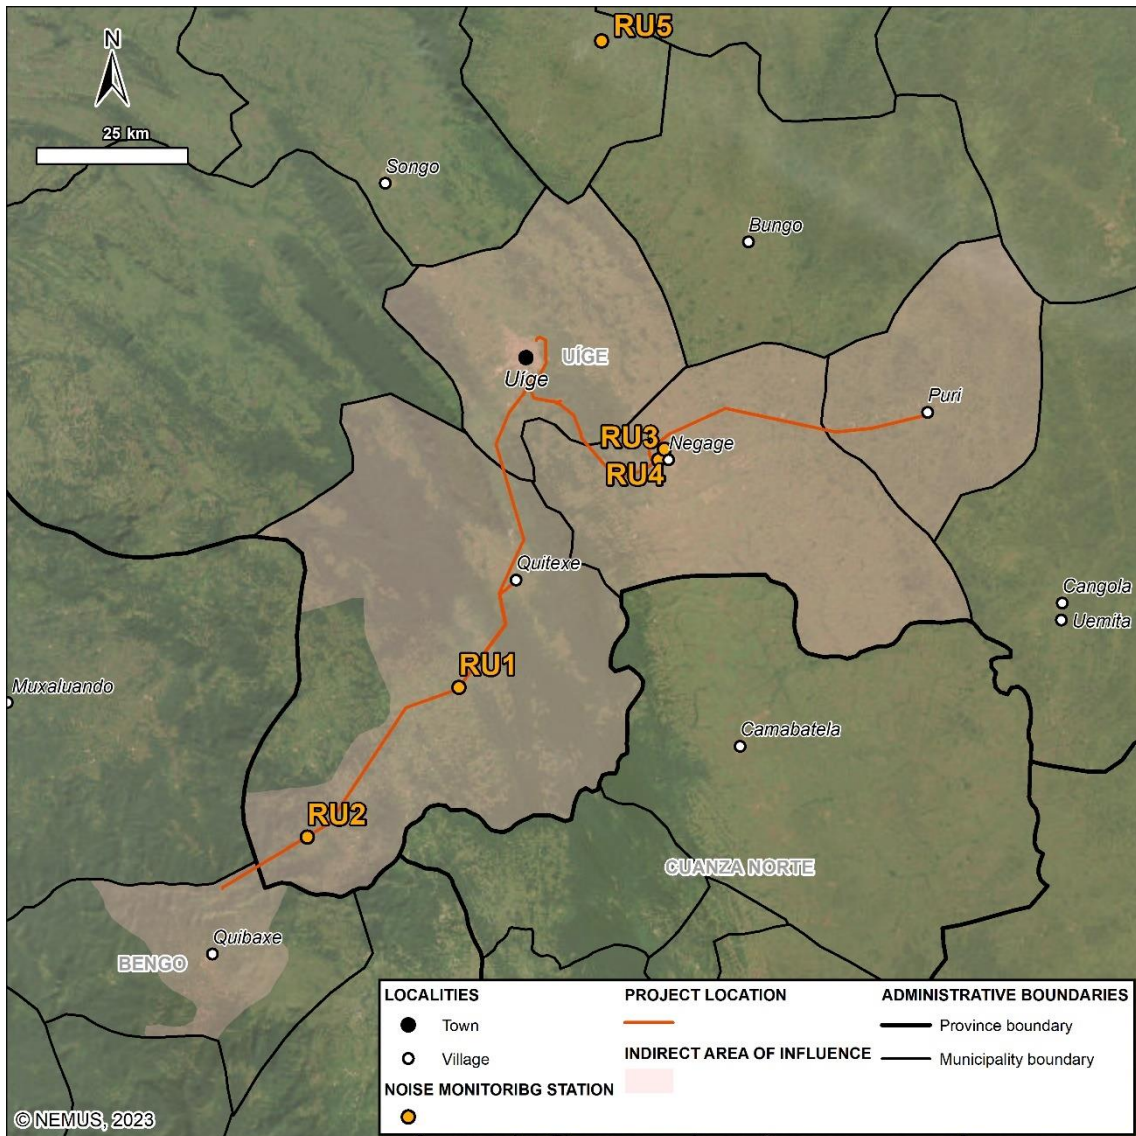 RU5
N
25 km
Songo
Bungo
UÍGE
Uíge
Puri
RU3
Negage
RU4
Quitexe
Cangola
Uemita
RU1
Muxaluando
Camabatela
RU2
CUANZA NORTE
Quibaxe
BENGO
LOCALITIES
Town
Village
NOISE MONITORIBG STATION
PROJECT LOCATION
INDIRECT AREA OF INFLUENCE
ADMINISTRATIVE BOUNDARIES
Province boundary
Municipality boundary
© NEMUS, 2023